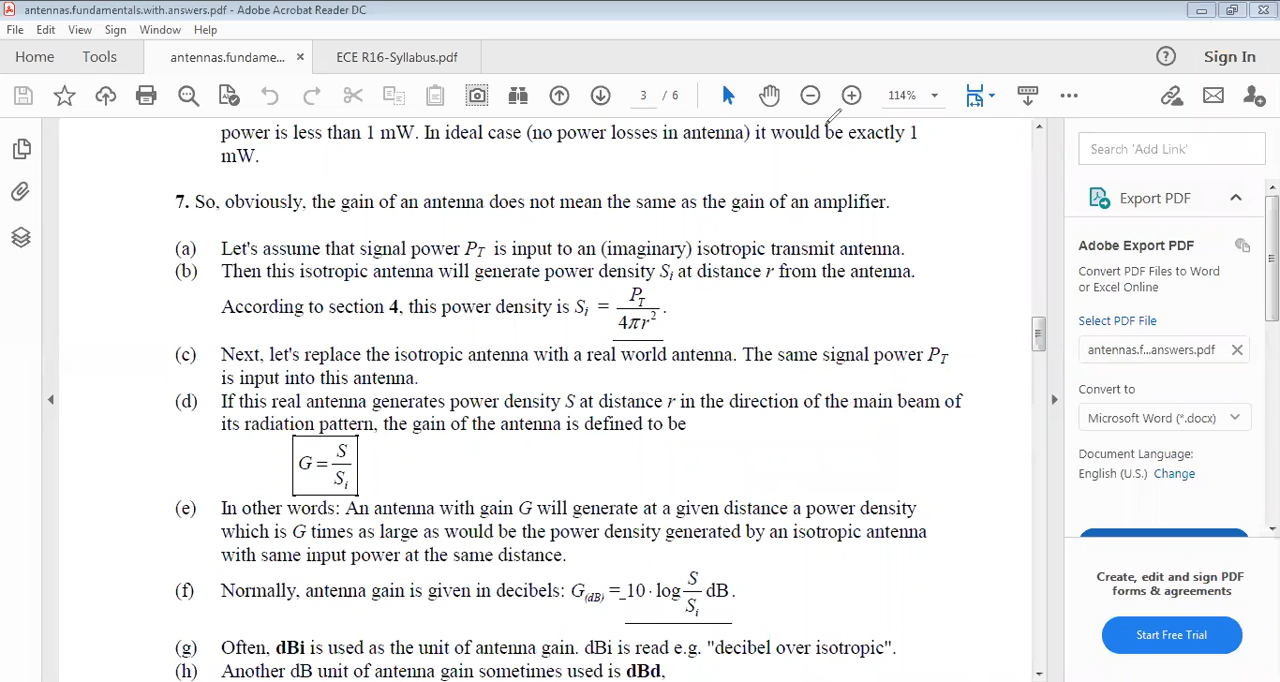 antennas.fundamentals.with.answers.pdf - Adobe Acrobat Reader DC
File Edit View Sign Window Help
Home Tools antennas.fundame... × ECE R16-Syllabus.pdf Sign In
3 / 6 114%
power is less than 1 mW. In ideal case (no power losses in antenna) it would be exactly 1
mW.
7. So, obviously, the gain of an antenna does not mean the same as the gain of an amplifier.
(a) Let's assume that signal power P_T is input to an (imaginary) isotropic transmit antenna.
(b) Then this isotropic antenna will generate power density S_i at distance r from the antenna.
According to section 4, this power density is S_i = P_T / 4πr².
(c) Next, let's replace the isotropic antenna with a real world antenna. The same signal power P_T
is input into this antenna.
(d) If this real antenna generates power density S at distance r in the direction of the main beam of
its radiation pattern, the gain of the antenna is defined to be
G = S / S_i
(e) In other words: An antenna with gain G will generate at a given distance a power density
which is G times as large as would be the power density generated by an isotropic antenna
with same input power at the same distance.
(f) Normally, antenna gain is given in decibels: G_(dB) = 10 · log S / S_i dB.
(g) Often, dBi is used as the unit of antenna gain. dBi is read e.g. "decibel over isotropic".
(h) Another dB unit of antenna gain sometimes used is dBd,
Search 'Add Link'
Export PDF
Adobe Export PDF
Convert PDF Files to Word
or Excel Online
Select PDF File
antennas.f...answers.pdf ×
Convert to
Microsoft Word (*.docx)
Document Language:
English (U.S.) Change
Create, edit and sign PDF
forms & agreements
Start Free Trial